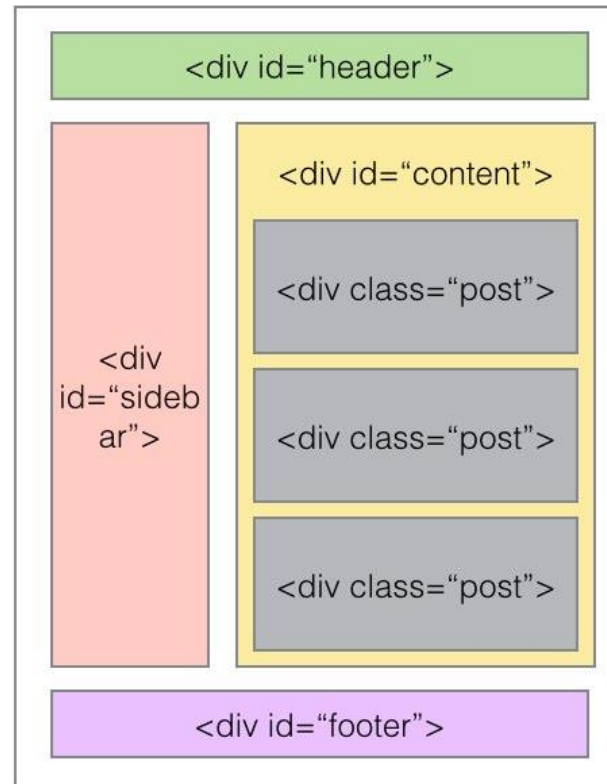 <div id=“header”>
<div
id=“sideb
ar”>
<div id=“content”>
<div class=“post”>
<div class=“post”>
<div class=“post”>
<div id=“footer”>